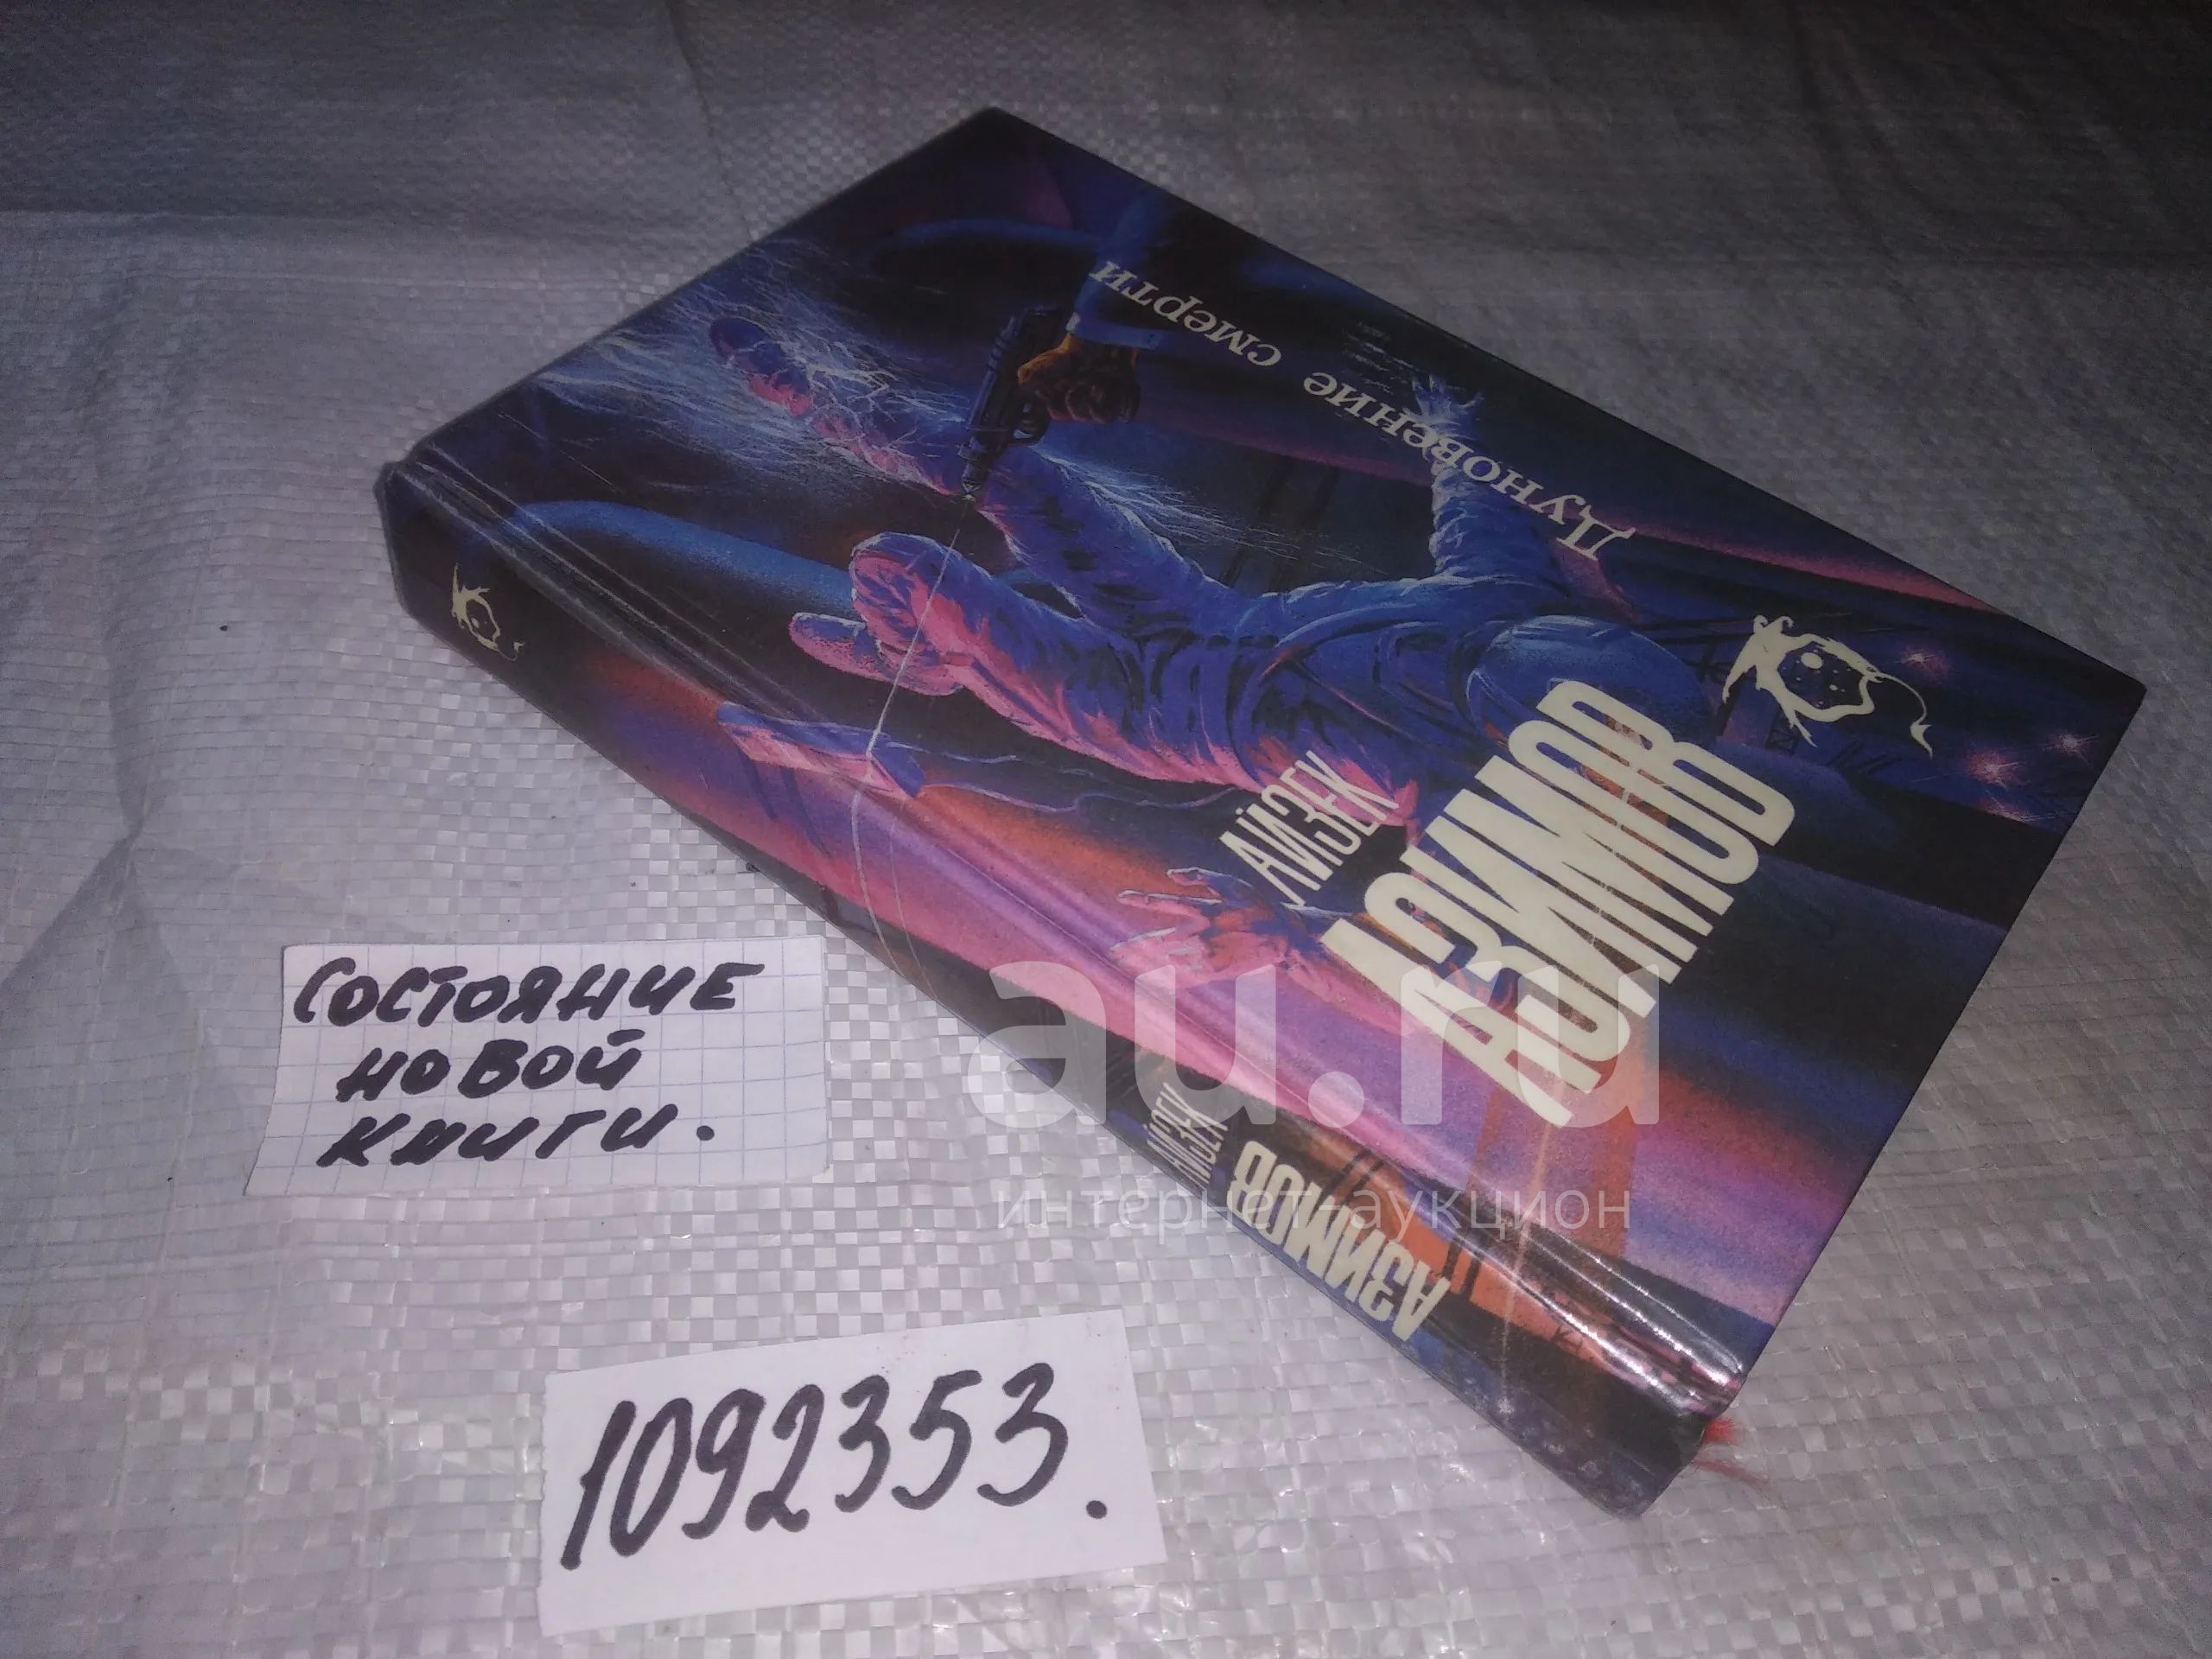 Дуновение смерти
АЙЗЕК
АЗИМОВ
АЙЗЕК
АЗИМОВ
au.ru
интернет-аукцион
СОСТОЯНИЕ
НОВОЙ
КНИГИ.
1092353.